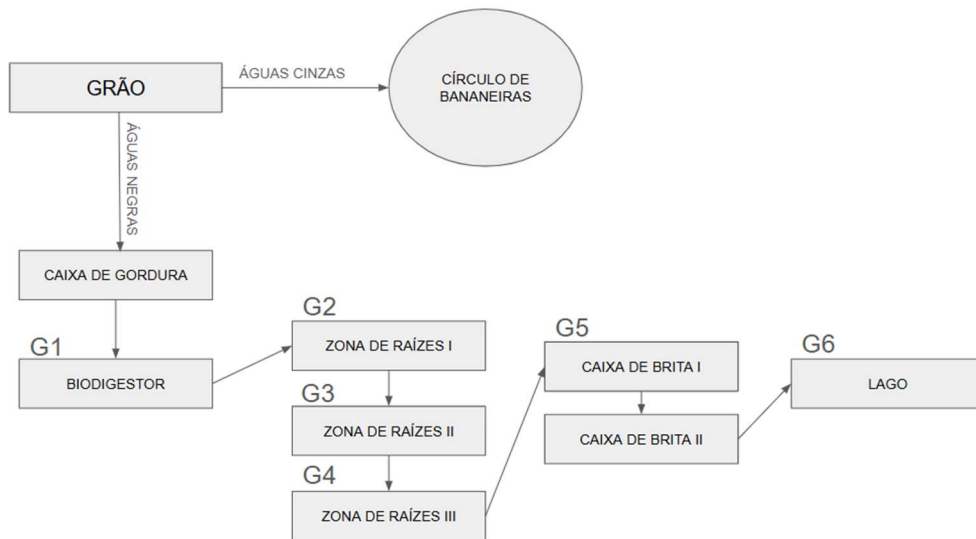 GRÃO
ÁGUAS CINZAS
CÍRCULO DE
BANANEIRAS
ÁGUAS NEGRAS
CAIXA DE GORDURA
G1
BIODIGESTOR
G2
ZONA DE RAÍZES I
G3
ZONA DE RAÍZES II
G4
ZONA DE RAÍZES III
G5
CAIXA DE BRITA I
CAIXA DE BRITA II
G6
LAGO